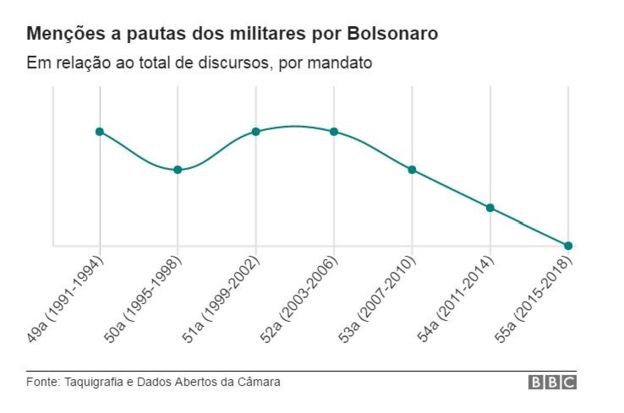 Menções a pautas dos militares por Bolsonaro
Em relação ao total de discursos, por mandato
49a (1991-1994)
50a (1995-1998)
51a (1999-2002)
52a (2003-2006)
53a (2007-2010)
54a (2011-2014)
55a (2015-2018)
Fonte: Taquigrafia e Dados Abertos da Câmara
BBC